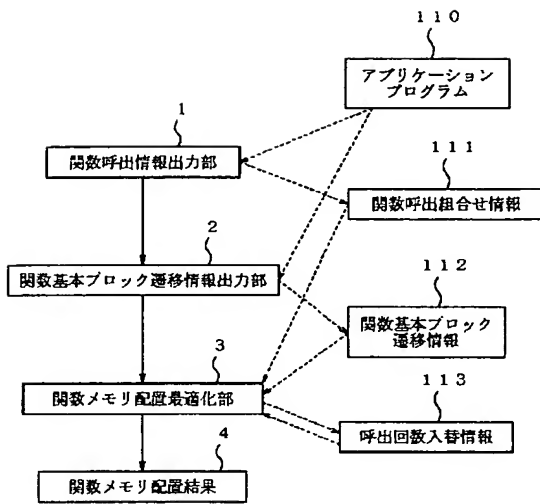 １１０
アプリケーション
プログラム
１
関数呼出情報出力部
１１１
関数呼出組合せ情報
２
関数基本ブロック遷移情報出力部
１１２
関数基本ブロック
遷移情報
３
関数メモリ配置最適化部
１１３
呼出回数入替情報
４
関数メモリ配置結果